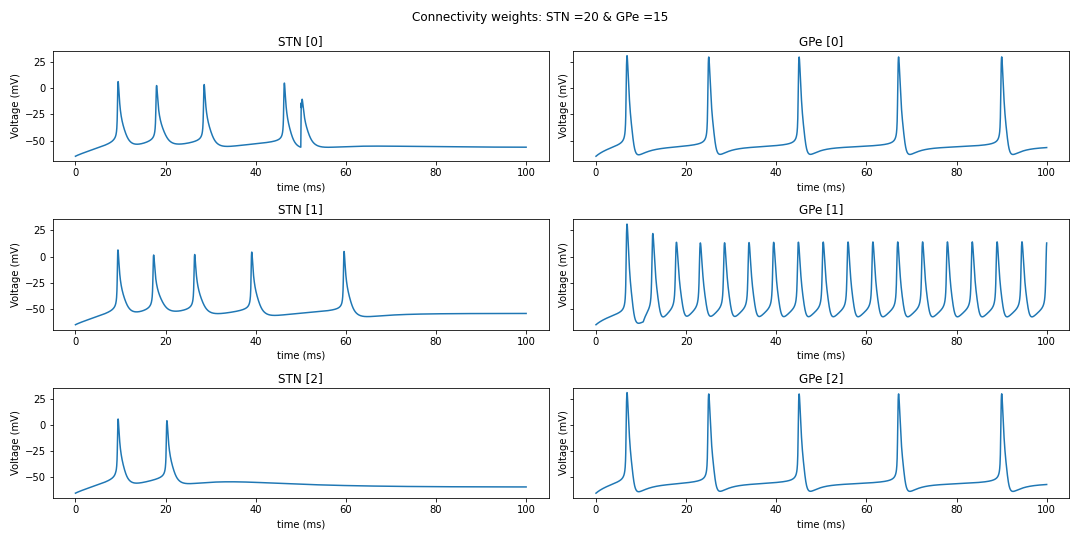 Connectivity weights: STN =20 & GPe =15
STN [0]
GPe [0]
Voltage (mV)
25
0
−25
−50
0 20 40 60 80 100
time (ms)
Voltage (mV)
0 20 40 60 80 100
time (ms)
STN [1]
GPe [1]
Voltage (mV)
25
0
−25
−50
0 20 40 60 80 100
time (ms)
Voltage (mV)
0 20 40 60 80 100
time (ms)
STN [2]
GPe [2]
Voltage (mV)
25
0
−25
−50
0 20 40 60 80 100
time (ms)
Voltage (mV)
0 20 40 60 80 100
time (ms)